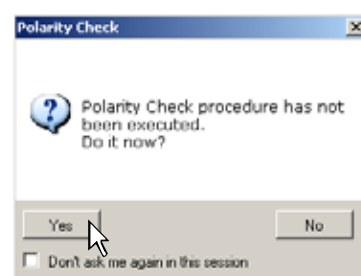 Polarity Check
Polarity Check procedure has not
been executed.
Do it now?
Yes
No
Don't ask me again in this session